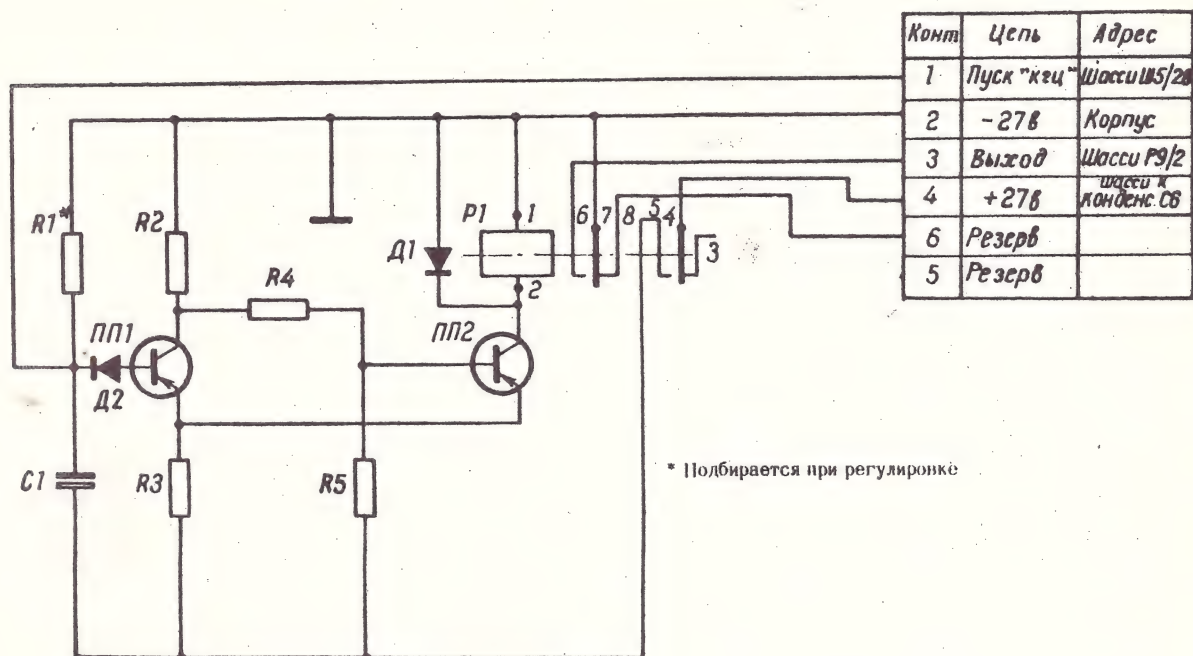 Конт Цепь Адрес
1 Пуск "кгц" Шасси Ш5/2в
2 -27в Корпус
3 Выход Шасси Р9/2
4 +27в шасси к конденс. С6
6 Резерв
5 Резерв
R1* R2 Р1 1 6 7 8 5 4 3
Д1 2
R4
ПП1 ПП2
Д2
С1 R3 R5
* Подбирается при регулировке